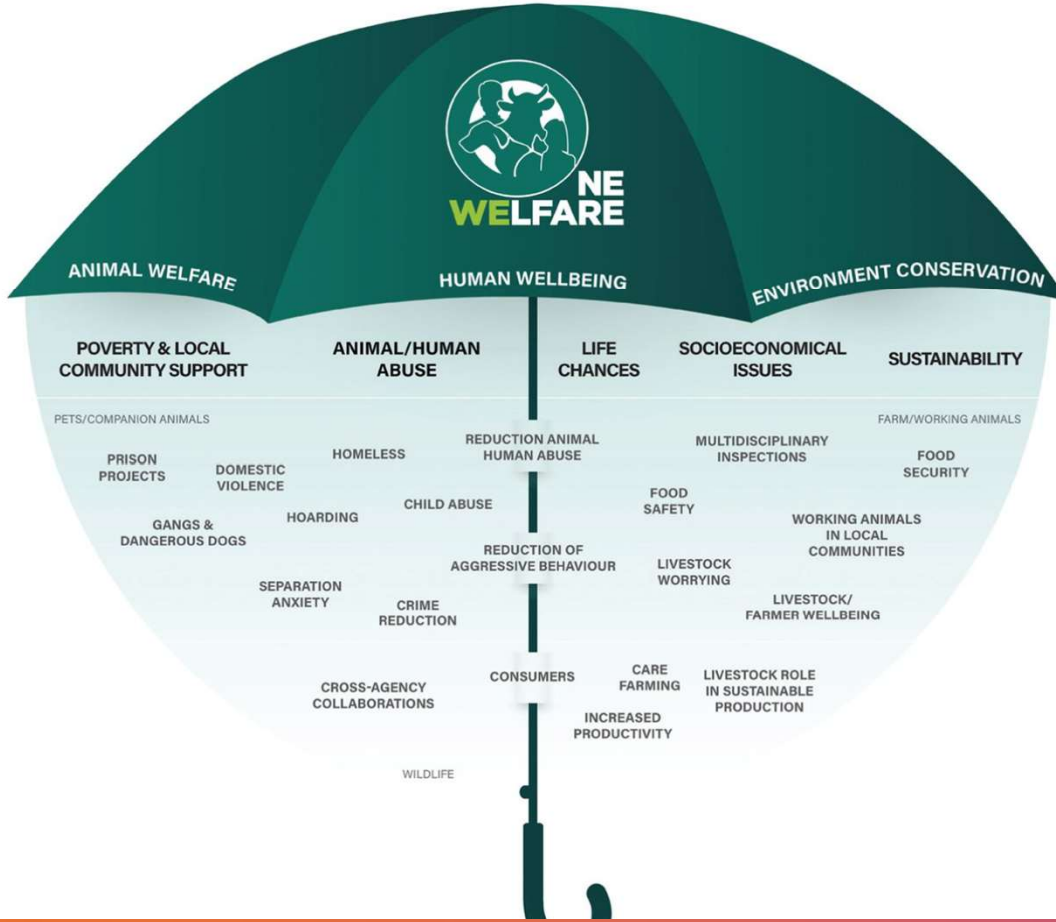 NE
WELFARE
ANIMAL WELFARE
HUMAN WELLBEING
ENVIRONMENT CONSERVATION
POVERTY & LOCAL
COMMUNITY SUPPORT
ANIMAL/HUMAN
ABUSE
LIFE
CHANCES
SOCIOECONOMICAL
ISSUES
SUSTAINABILITY
PETS/COMPANION ANIMALS
FARM/WORKING ANIMALS
PRISON
PROJECTS
DOMESTIC
VIOLENCE
HOMELESS
REDUCTION ANIMAL
HUMAN ABUSE
MULTIDISCIPLINARY
INSPECTIONS
FOOD
SECURITY
GANGS &
DANGEROUS DOGS
HOARDING
CHILD ABUSE
FOOD
SAFETY
WORKING ANIMALS
IN LOCAL
COMMUNITIES
REDUCTION OF
AGGRESSIVE BEHAVIOUR
LIVESTOCK
WORRYING
SEPARATION
ANXIETY
CRIME
REDUCTION
LIVESTOCK/
FARMER WELLBEING
CROSS-AGENCY
COLLABORATIONS
CONSUMERS
CARE
FARMING
LIVESTOCK ROLE
IN SUSTAINABLE
PRODUCTION
INCREASED
PRODUCTIVITY
WILDLIFE